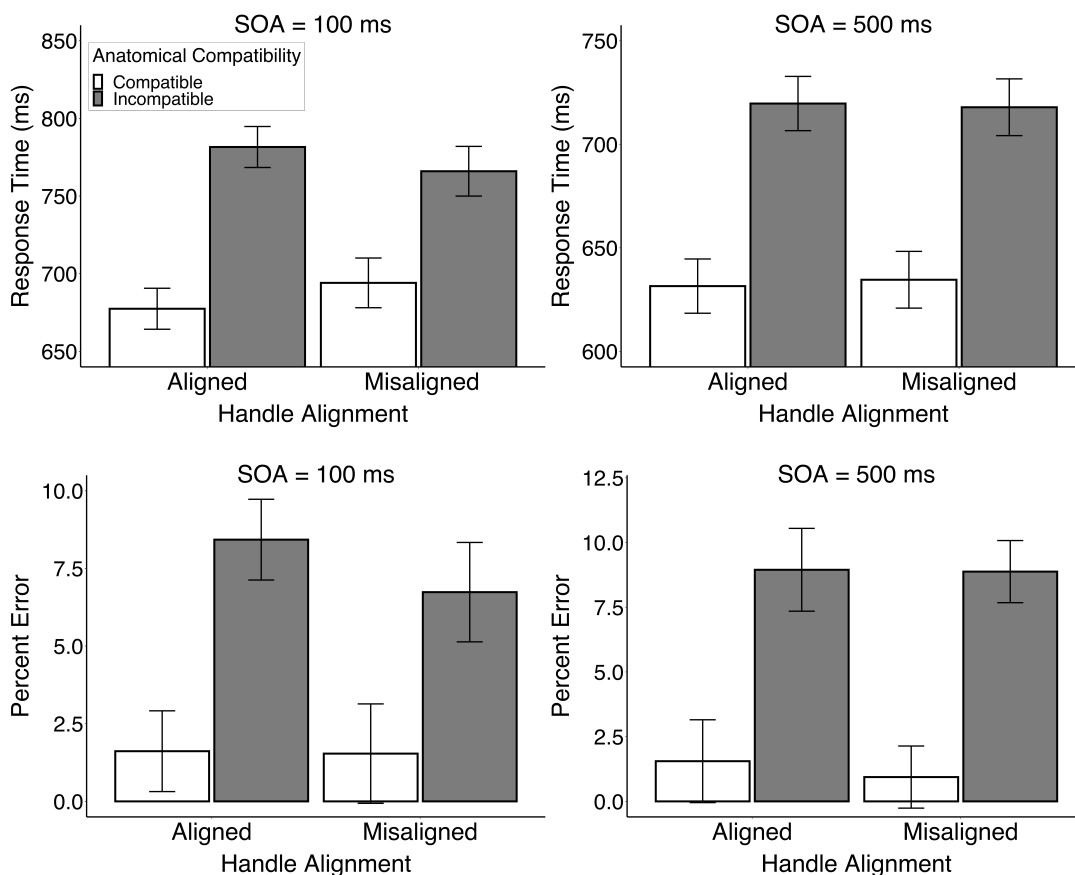 SOA = 100 ms
850
800
750
700
650
Response Time (ms)
Anatomical Compatibility
Compatible
Incompatible
Aligned
Misaligned
Handle Alignment
SOA = 500 ms
750
700
650
600
Response Time (ms)
Aligned
Misaligned
Handle Alignment
SOA = 100 ms
10.0
7.5
5.0
2.5
0.0
Percent Error
Aligned
Misaligned
Handle Alignment
SOA = 500 ms
12.5
10.0
7.5
5.0
2.5
0.0
Percent Error
Aligned
Misaligned
Handle Alignment